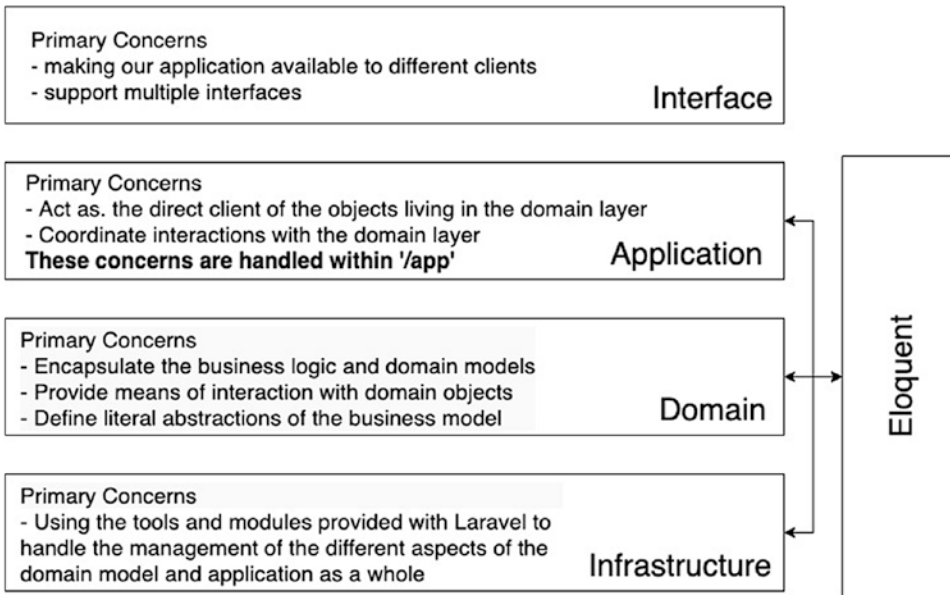 Primary Concerns
- making our application available to different clients
- support multiple interfaces
Interface
Primary Concerns
- Act as. the direct client of the objects living in the domain layer
- Coordinate interactions with the domain layer
These concerns are handled within '/app'
Application
Primary Concerns
- Encapsulate the business logic and domain models
- Provide means of interaction with domain objects
- Define literal abstractions of the business model
Domain
Primary Concerns
- Using the tools and modules provided with Laravel to
handle the management of the different aspects of the
domain model and application as a whole
Infrastructure
Eloquent